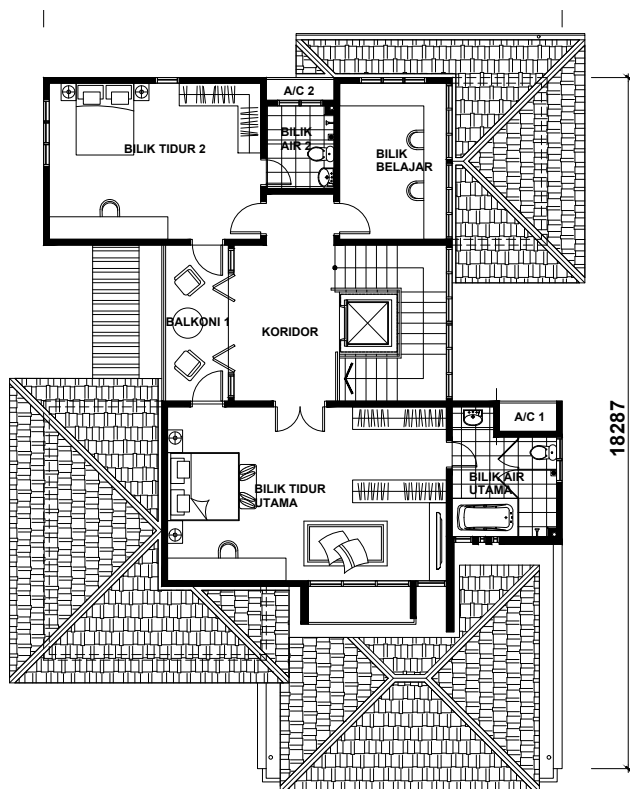 A/C 2
BILIK TIDUR 2
BILIK
AIR 2
BILIK
BELAJAR
BALKONI 1
KORIDOR
A/C 1
18287
BILIK TIDUR
UTAMA
BILIK AIR
UTAMA